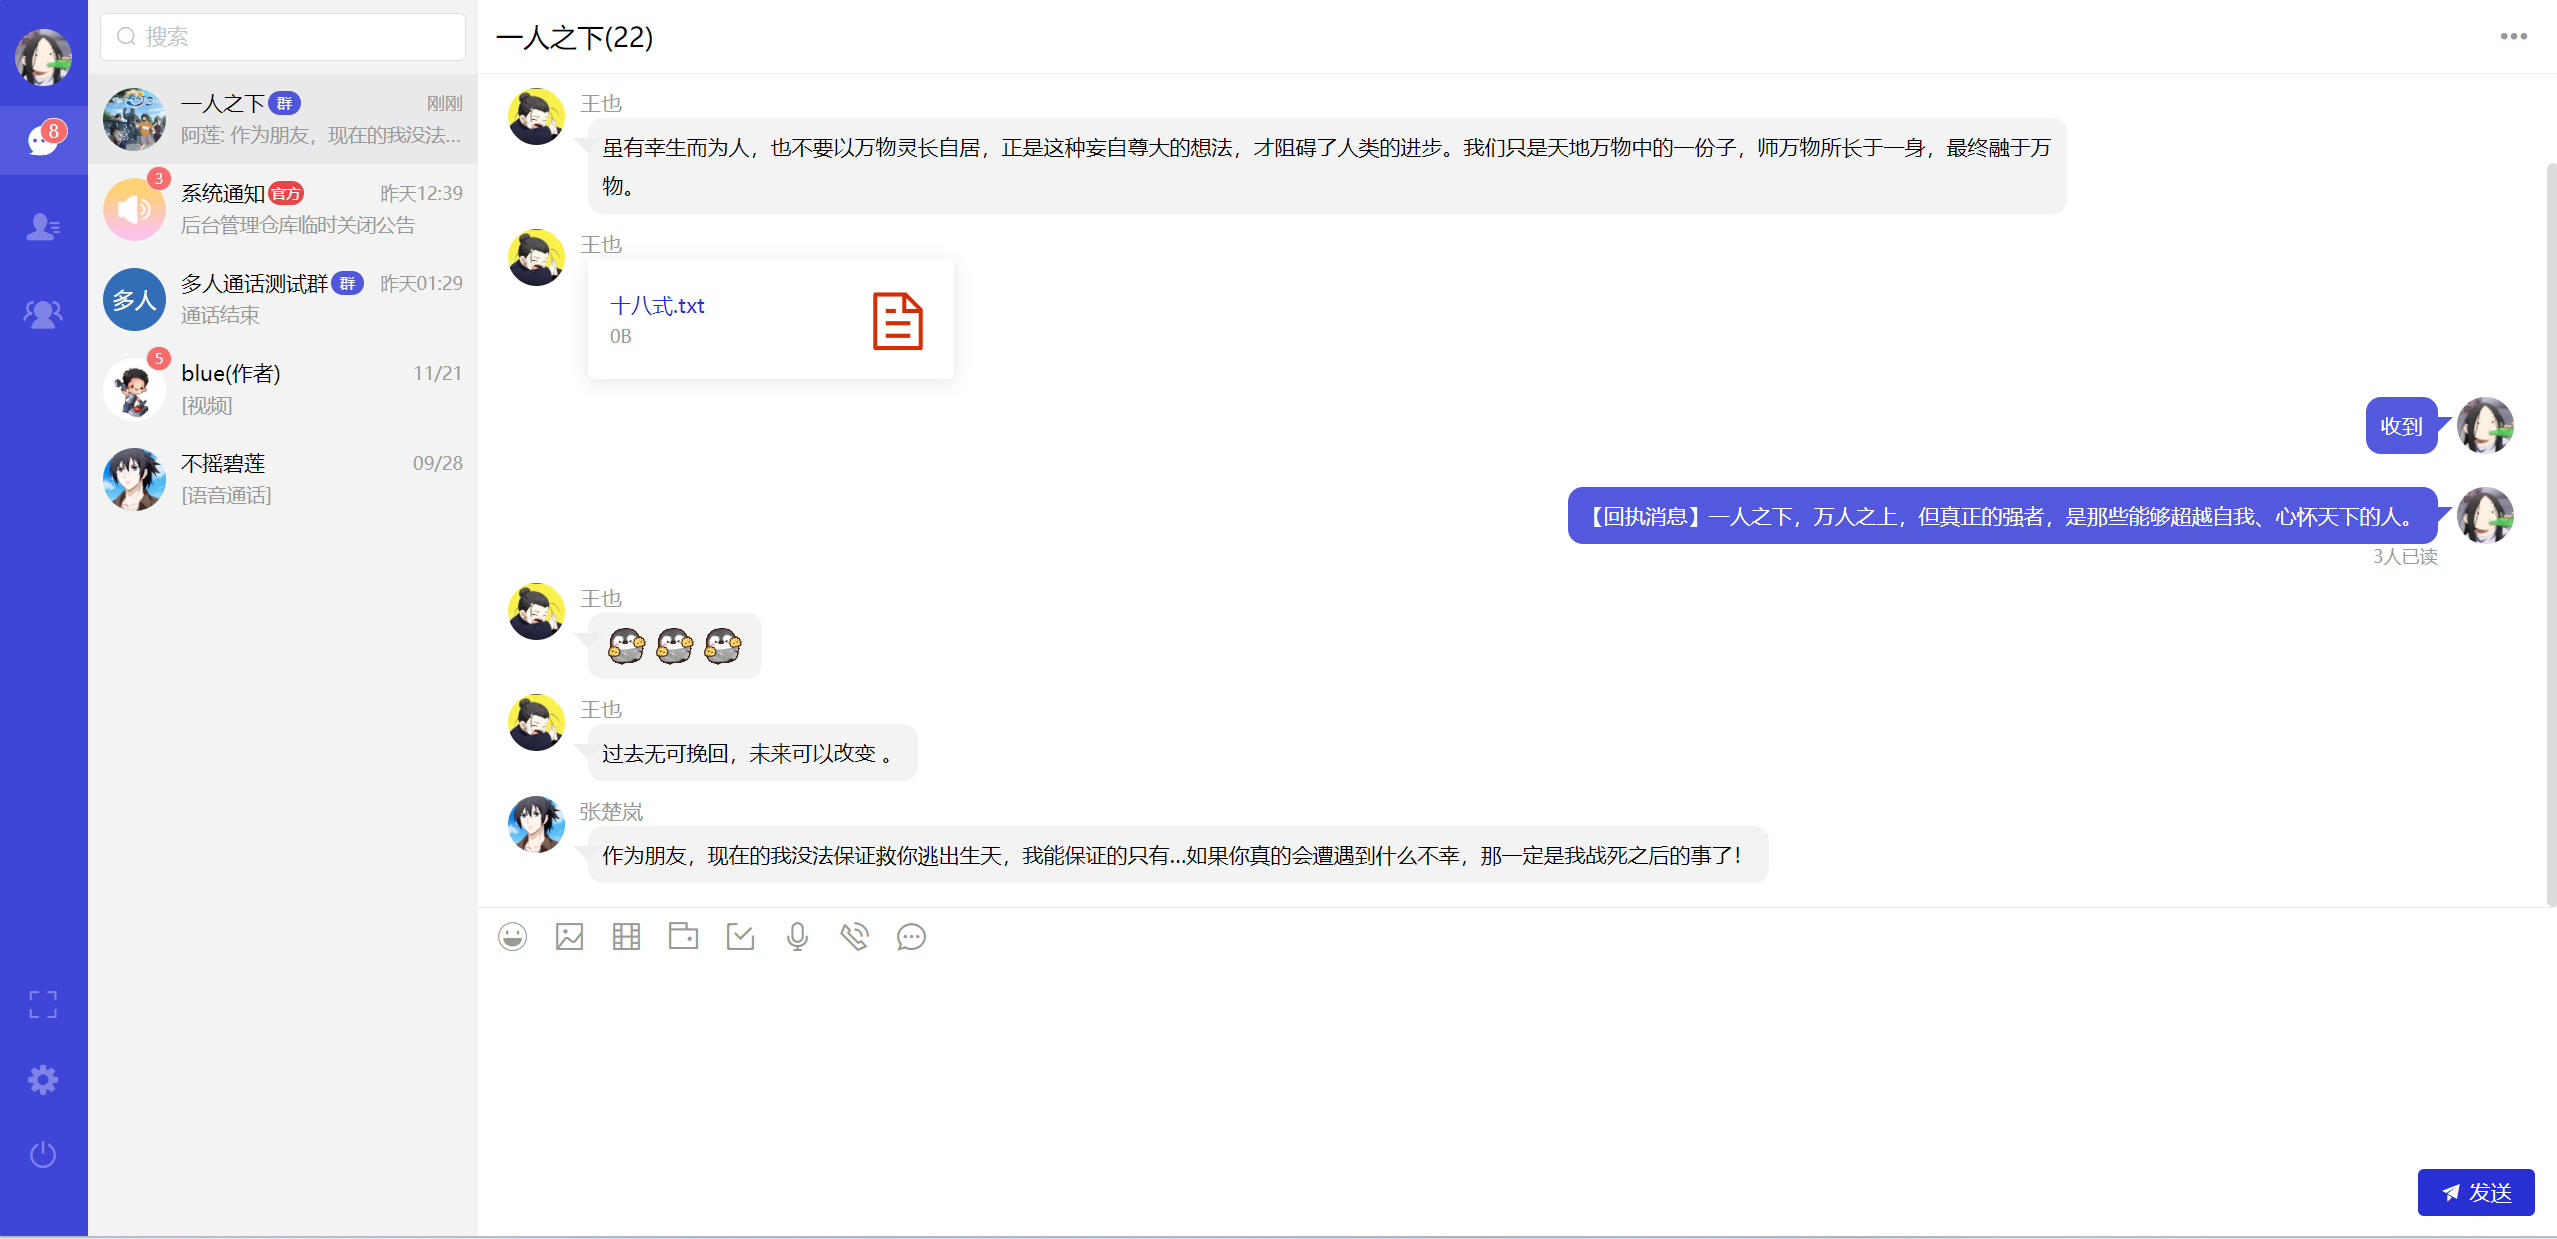 8
搜索
一人之下 群 刚刚
阿莲: 作为朋友，现在的我没法...
3
系统通知 官方 昨天12:39
后台管理仓库临时关闭公告
多人
多人通话测试群 群 昨天01:29
通话结束
5
blue(作者) 11/21
[视频]
不摇碧莲 09/28
[语音通话]
一人之下(22)
王也
虽有幸生而为人，也不要以万物灵长自居，正是这种妄自尊大的想法，才阻碍了人类的进步。我们只是天地万物中的一份子，师万物所长于一身，最终融于万
物。
王也
十八式.txt
0B
收到
【回执消息】一人之下，万人之上，但真正的强者，是那些能够超越自我、心怀天下的人。
3人已读
王也
王也
过去无可挽回，未来可以改变 。
张楚岚
作为朋友，现在的我没法保证救你逃出生天，我能保证的只有...如果你真的会遭遇到什么不幸，那一定是我战死之后的事了！
发送